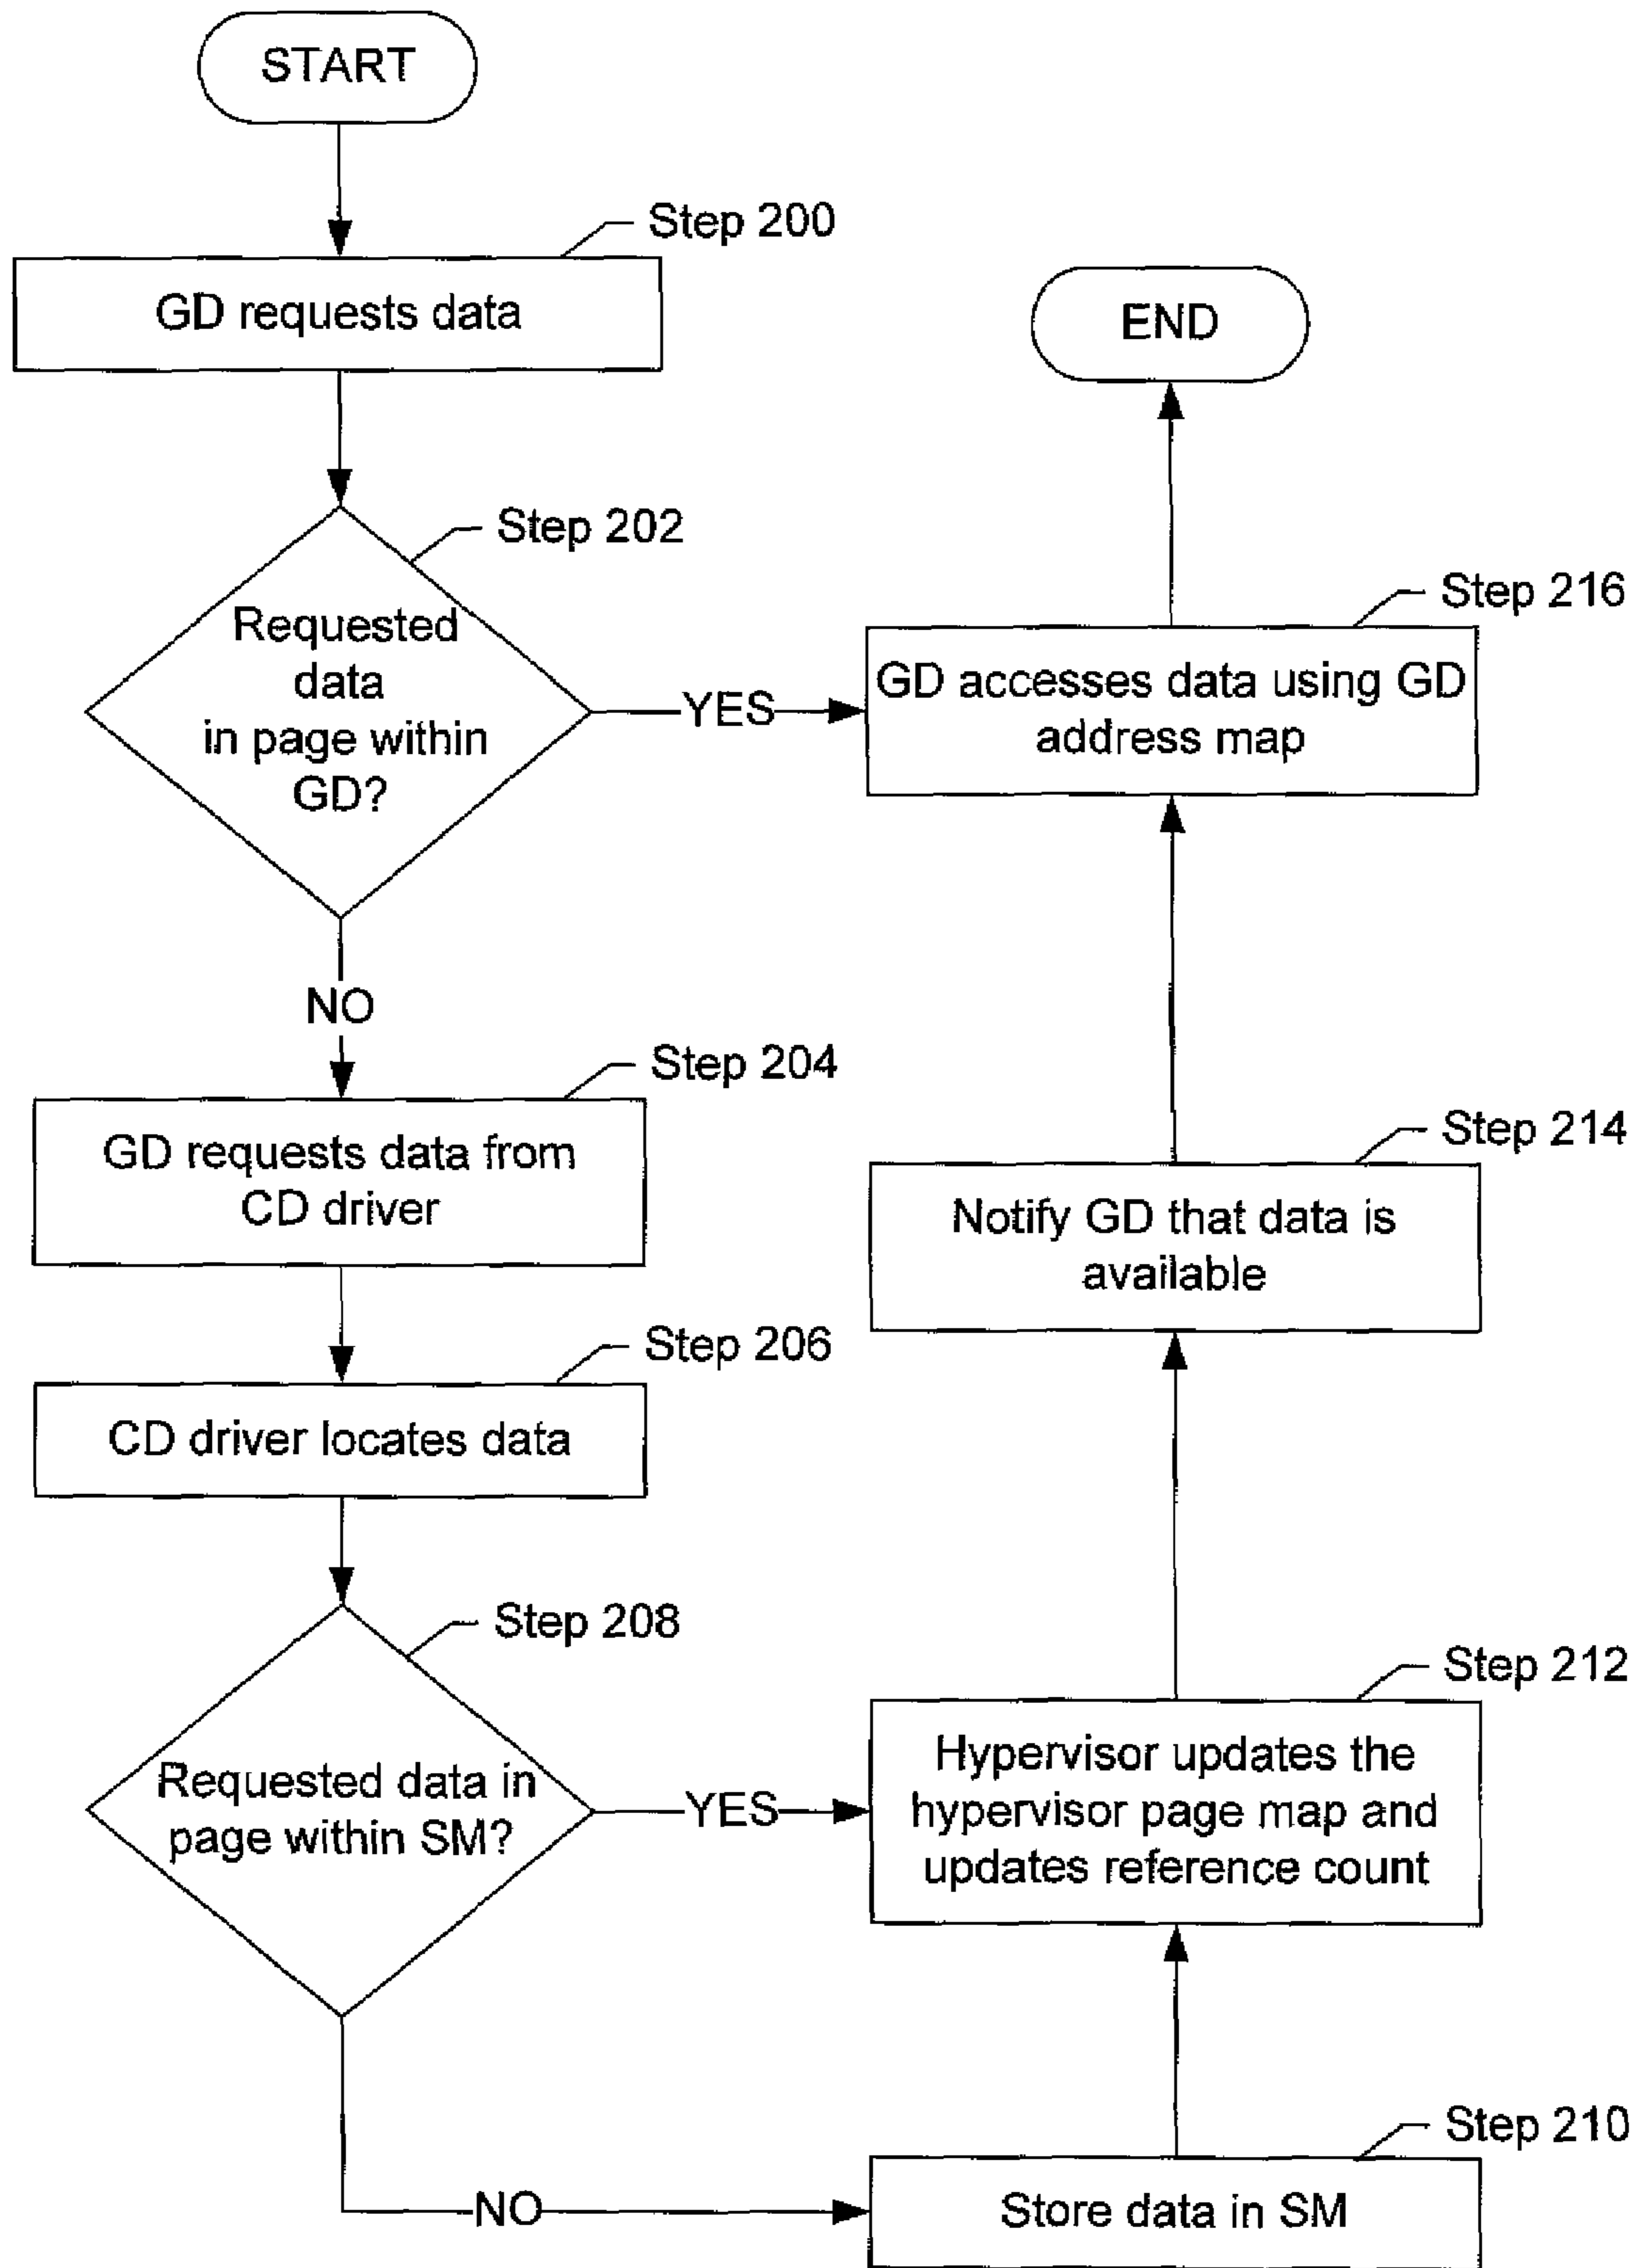 START
Step 200
GD requests data
Step 202
Requested
data
in page within
GD?
YES
NO
Step 204
GD requests data from
CD driver
Step 206
CD driver locates data
Step 208
Requested data in
page within SM?
YES
NO
Step 210
Store data in SM
Step 212
Hypervisor updates the
hypervisor page map and
updates reference count
Step 214
Notify GD that data is
available
Step 216
GD accesses data using GD
address map
END